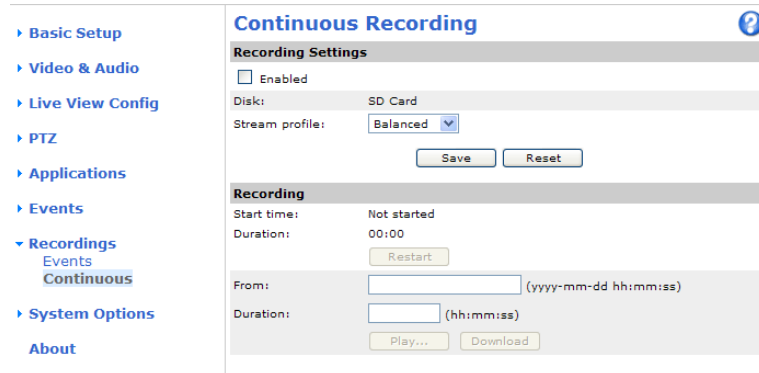 Basic Setup
Video & Audio
Live View Config
PTZ
Applications
Events
Recordings
Events
Continuous
System Options
About
Continuous Recording
?
Recording Settings
Enabled
Disk: SD Card
Stream profile: Balanced
Save Reset
Recording
Start time: Not started
Duration: 00:00
Restart
From: (yyyy-mm-dd hh:mm:ss)
Duration: (hh:mm:ss)
Play... Download